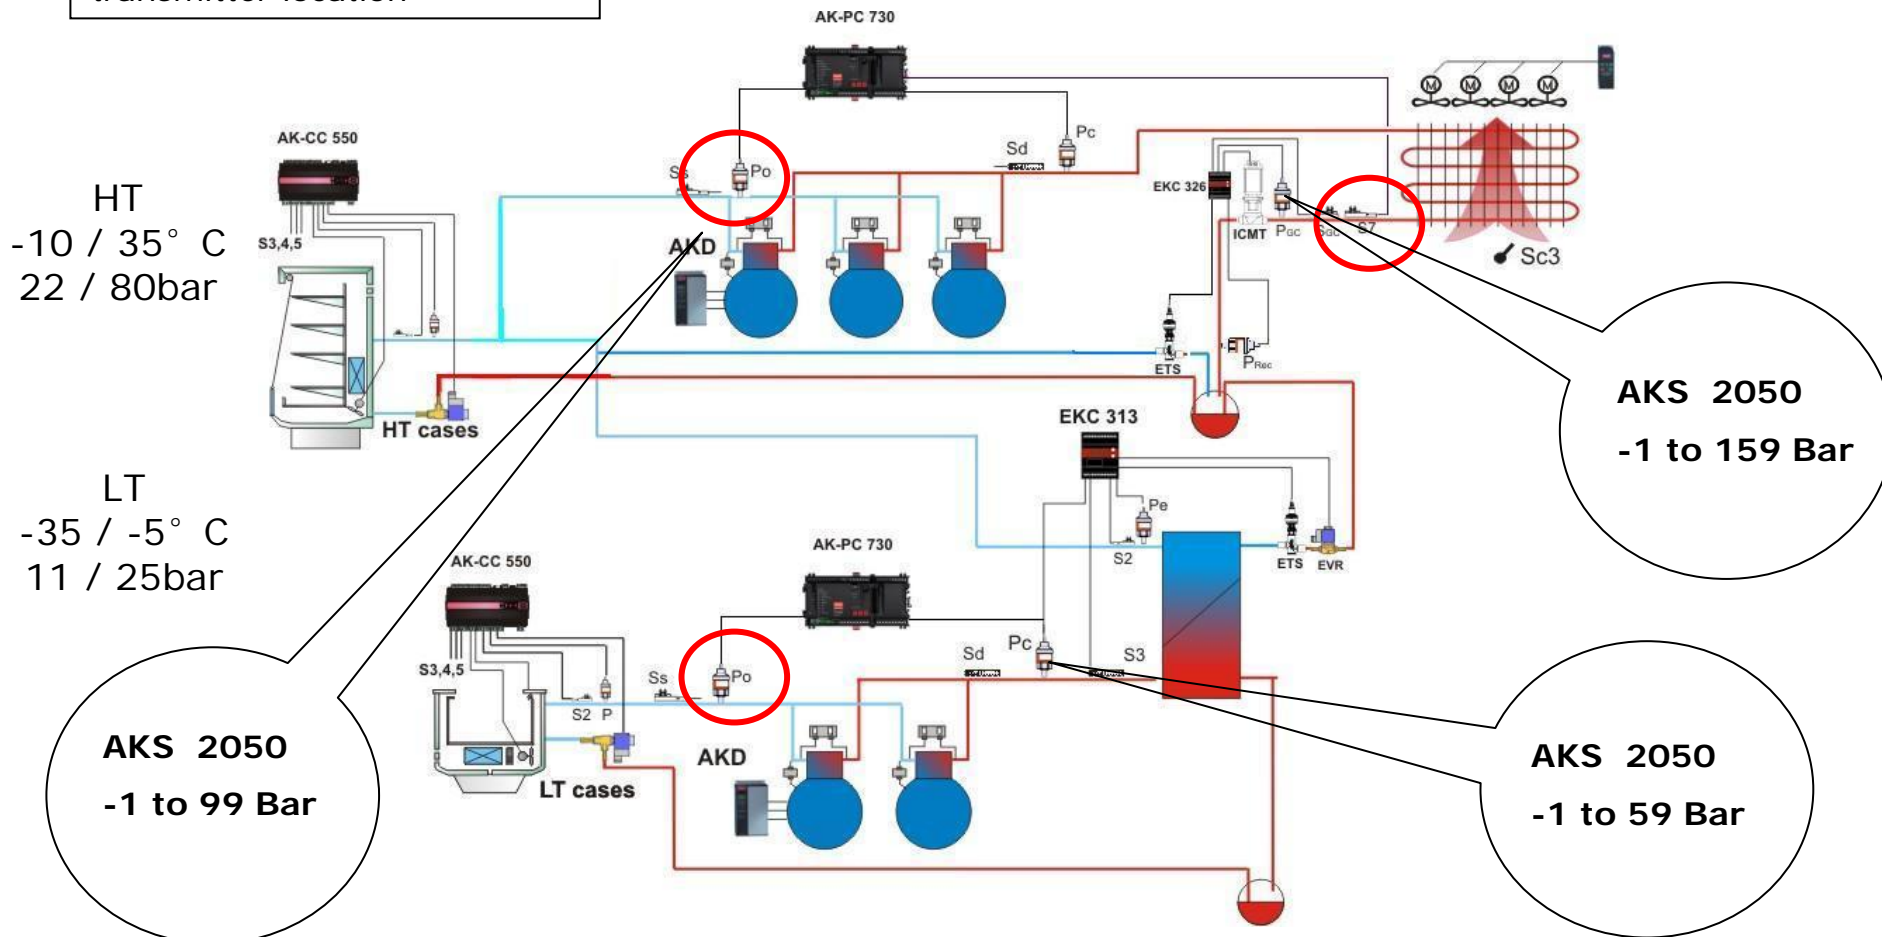 transmitter location
AK-PC 730
AK-CC 550
HT
-10 / 35° C
22 / 80bar
S3,4,5
Ss
Po
Sd
Pc
M M M M
EKC 326
ICMT
PGC
SGC
S7
Sc3
AKD
ETS
PRec
HT cases
EKC 313
AKS 2050
-1 to 159 Bar
LT
-35 / -5° C
11 / 25bar
AK-CC 550
AK-PC 730
Pe
S2
ETS
EVR
S3,4,5
S2 P
Ss
Po
Sd
Pc
S3
LT cases
AKD
AKS 2050
-1 to 99 Bar
AKS 2050
-1 to 59 Bar